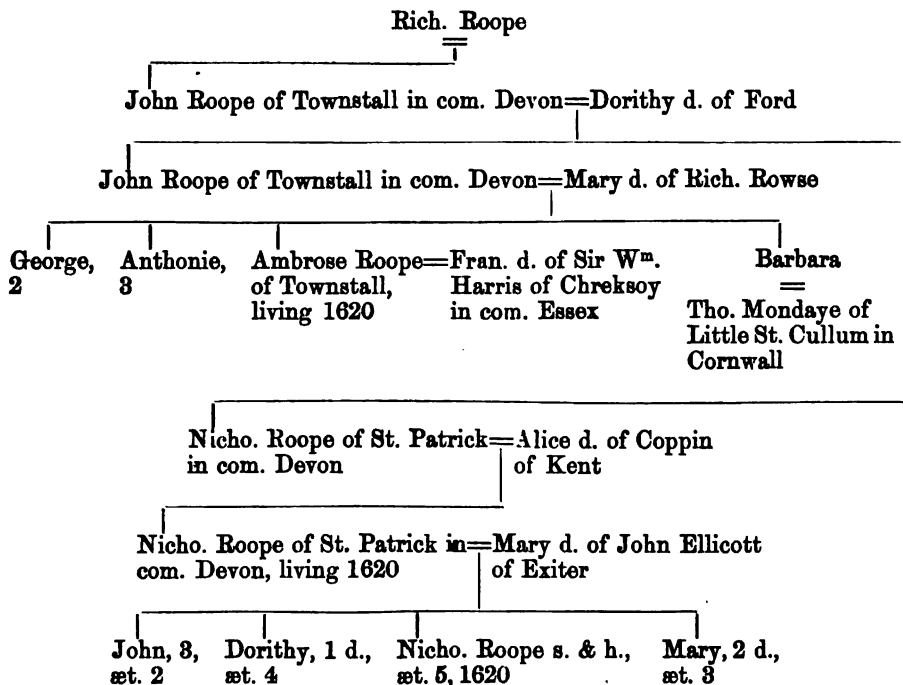 Rich. Roope
John Roope of Townstall in com. Devon=Dorithy d. of Ford
John Roope of Townstall in com. Devon=Mary d. of Rich. Rowse
George,
2
Anthonie,
3
Ambrose Roope=Fran. d. of Sir Wm.
of Townstall,
living 1620
Harris of Chreksoy
in com. Essex
Barbara
=
Tho. Mondaye of
Little St. Cullum in
Cornwall
Nicho. Roope of St. Patrick=Alice d. of Coppin
in com. Devon
of Kent
Nicho. Roope of St. Patrick in=Mary d. of John Ellicott
com. Devon, living 1620
of Exiter
John, 3,
æt. 2
Dorithy, 1 d.,
æt. 4
Nicho. Roope s. & h.,
æt. 5, 1620
Mary, 2 d.,
æt. 3